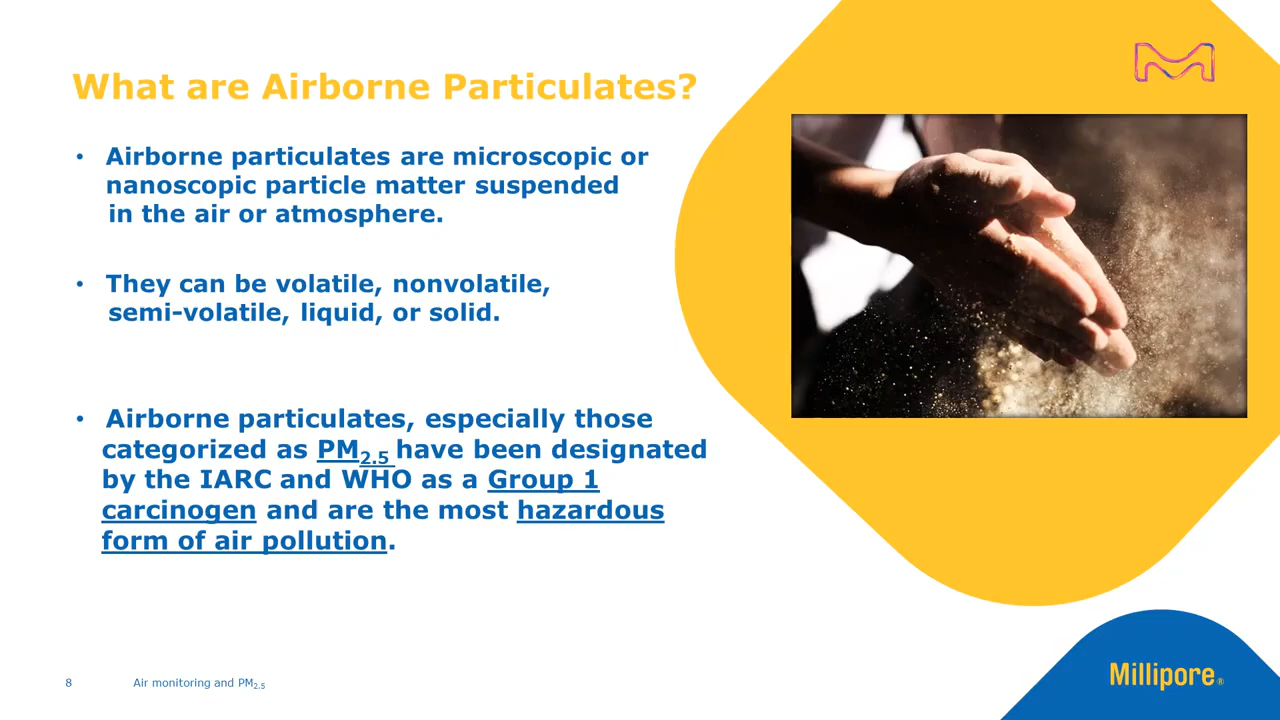 What are Airborne Particulates?
• Airborne particulates are microscopic or
nanoscopic particle matter suspended
in the air or atmosphere.
• They can be volatile, nonvolatile,
semi-volatile, liquid, or solid.
• Airborne particulates, especially those
categorized as PM2.5 have been designated
by the IARC and WHO as a Group 1
carcinogen and are the most hazardous
form of air pollution.
8 Air monitoring and PM2.5
Millipore®